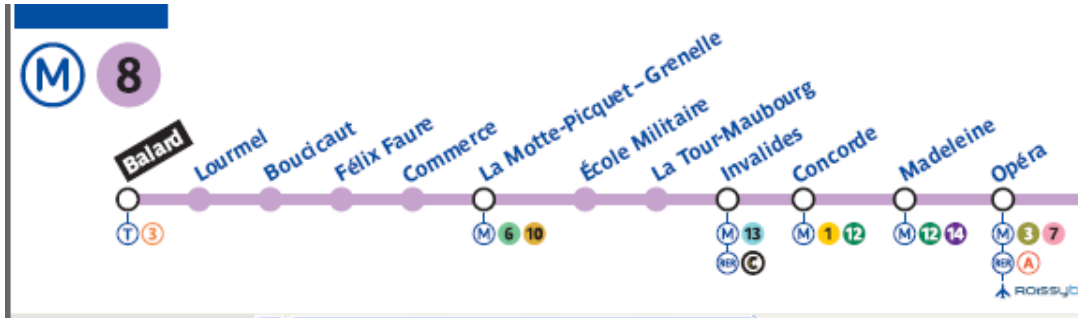 M 8
Balard
Lourmel
Boucicaut
Félix Faure
Commerce
La Motte-Picquet–Grenelle
École Militaire
La Tour-Maubourg
Invalides
Concorde
Madeleine
Opéra
T 3
M 6 10
M 13
RER C
M 1 12
M 12 14
M 3 7
RER A
ROISSYb